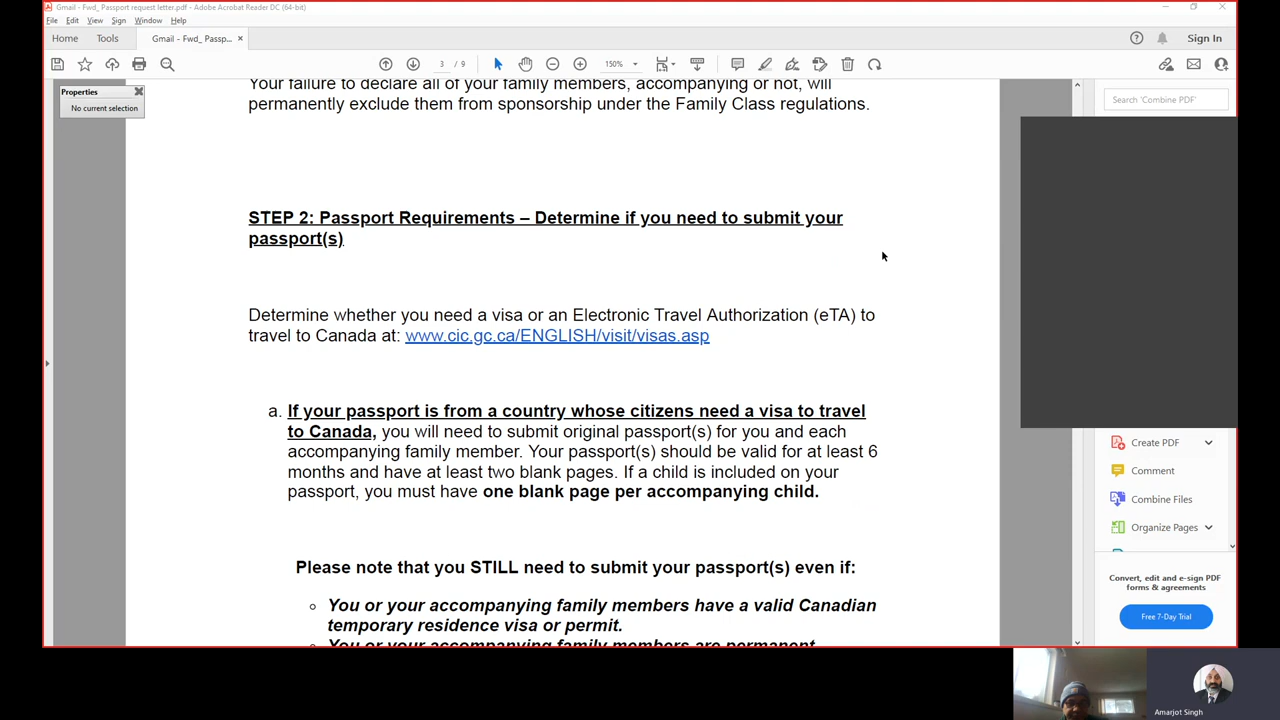 Gmail - Fwd_ Passport request letter.pdf - Adobe Acrobat Reader DC (64-bit)
File Edit View Sign Window Help
Home Tools Gmail - Fwd_ Passp... × Sign In
3 / 9 150%
Properties
No current selection
Search 'Combine PDF'
Your failure to declare all of your family members, accompanying or not, will
permanently exclude them from sponsorship under the Family Class regulations.
STEP 2: Passport Requirements – Determine if you need to submit your
passport(s)
Determine whether you need a visa or an Electronic Travel Authorization (eTA) to
travel to Canada at: www.cic.gc.ca/ENGLISH/visit/visas.asp
a. If your passport is from a country whose citizens need a visa to travel
to Canada, you will need to submit original passport(s) for you and each
accompanying family member. Your passport(s) should be valid for at least 6
months and have at least two blank pages. If a child is included on your
passport, you must have one blank page per accompanying child.
Please note that you STILL need to submit your passport(s) even if:
You or your accompanying family members have a valid Canadian
temporary residence visa or permit.
You or your accompanying family members are permanent
Create PDF
Comment
Combine Files
Organize Pages
Convert, edit and e-sign PDF
forms & agreements
Free 7-Day Trial
Amarjot Singh